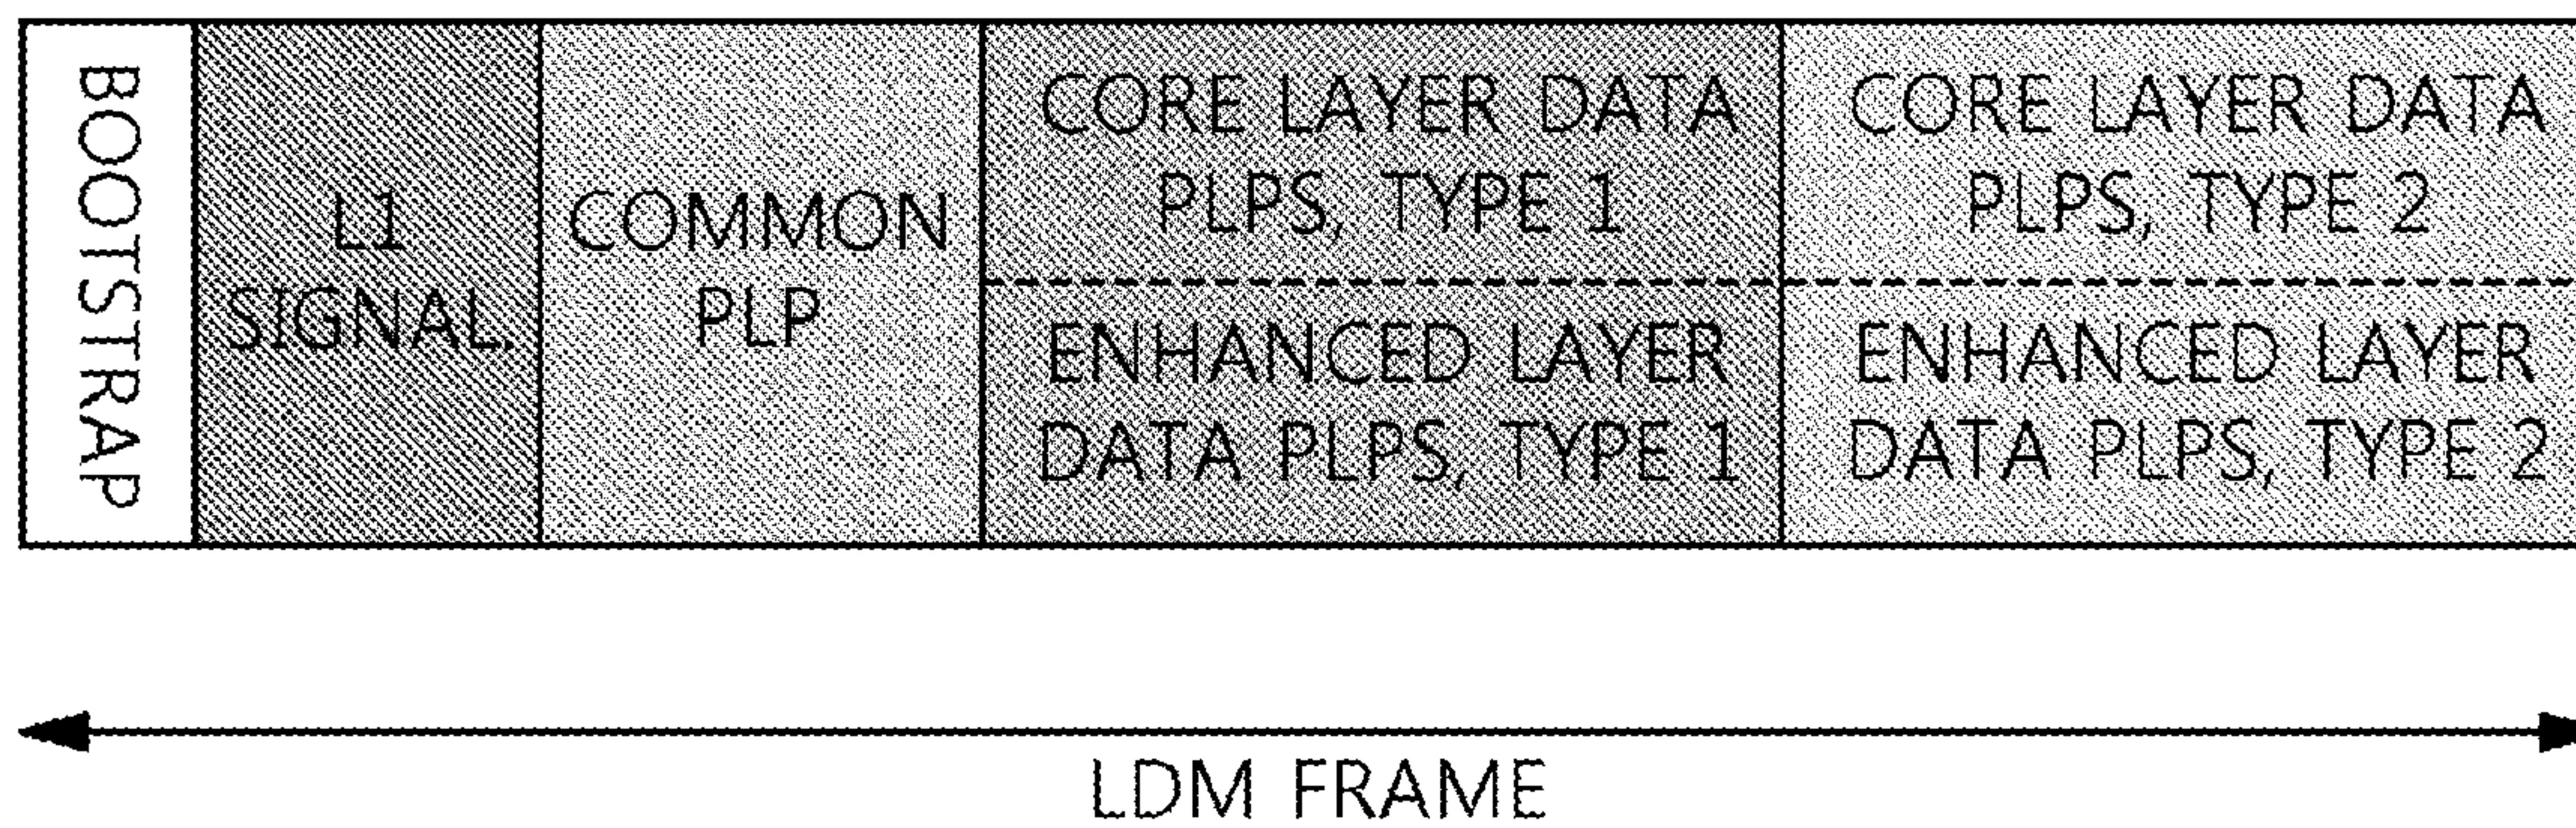 BOOTSTRAP
L1
SIGNAL.
COMMON
PLP
CORE LAYER DATA
PLPS, TYPE 1
ENHANCED LAYER
DATA PLPS, TYPE 1
CORE LAYER DATA
PLPS, TYPE 2
ENHANCED LAYER
DATA PLPS, TYPE 2
LDM FRAME